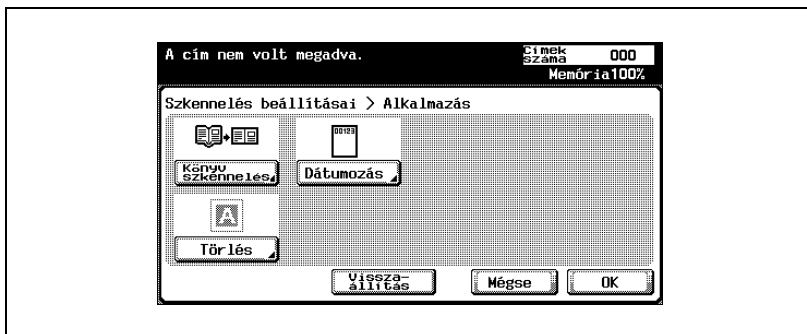 A cím nem volt megadva.
Címek
száma
000
Memória100%
Szkennelés beállításai > Alkalmazás
00123
Könyv
szkennelés
Dátumozás
A
Törlés
Vissza-
állítás
Mégse
OK